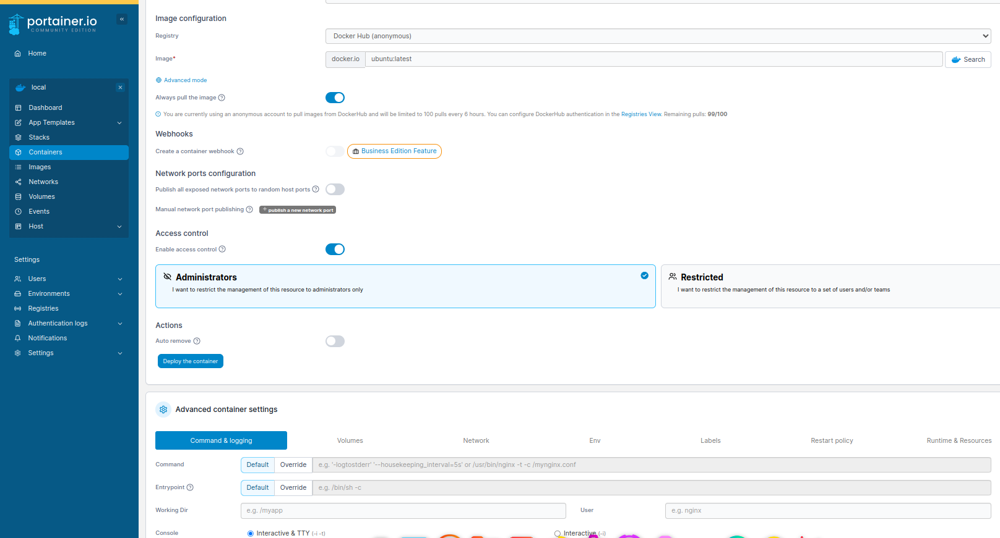 portainer.io
COMMUNITY EDITION
Home
local
Dashboard
App Templates
Stacks
Containers
Images
Networks
Volumes
Events
Host
Settings
Users
Environments
Registries
Authentication logs
Notifications
Settings
Image configuration
Registry
Docker Hub (anonymous)
Image*
docker.io
ubuntu:latest
Search
Advanced mode
Always pull the image
You are currently using an anonymous account to pull images from DockerHub and will be limited to 100 pulls every 6 hours. You can configure DockerHub authentication in the Registries View. Remaining pulls: 99/100
Webhooks
Create a container webhook
Business Edition Feature
Network ports configuration
Publish all exposed network ports to random host ports
Manual network port publishing
+ publish a new network port
Access control
Enable access control
Administrators
I want to restrict the management of this resource to administrators only
Restricted
I want to restrict the management of this resource to a set of users and/or teams
Actions
Auto remove
Deploy the container
Advanced container settings
Command & logging
Volumes
Network
Env
Labels
Restart policy
Runtime & Resources
Command
Default
Override
e.g. '-logtostderr' '--housekeeping_interval=5s' or /usr/bin/nginx -t -c /mynginx.conf
Entrypoint
Default
Override
e.g. /bin/sh -c
Working Dir
e.g. /myapp
User
e.g. nginx
Console
Interactive & TTY (-i -t)
Interactive (-i)